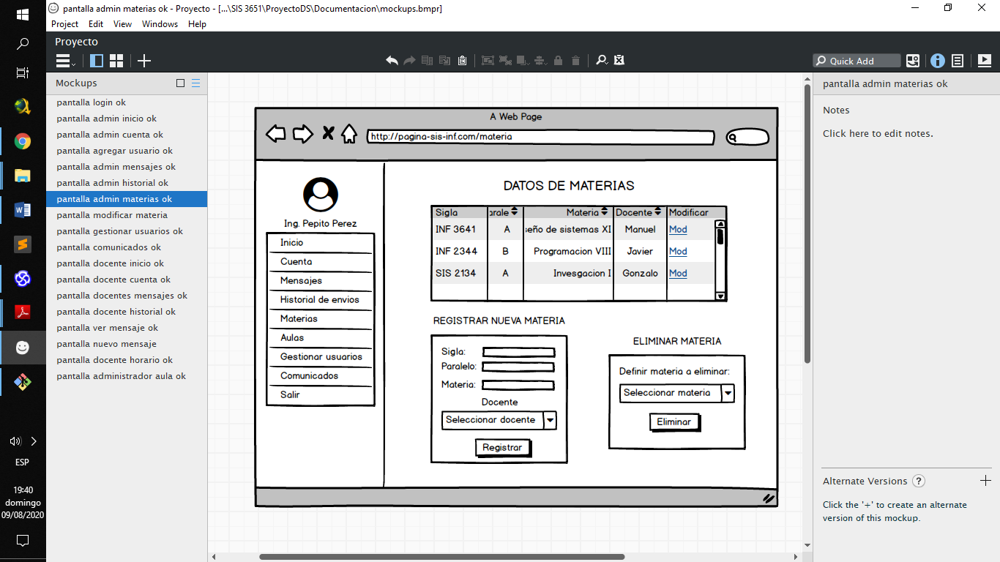 pantalla admin materias ok - Proyecto - [...\SIS 3651\ProyectoDS\Documentacion\mockups.bmpr]
Project Edit View Windows Help
Proyecto
Quick Add
Mockups
pantalla login ok
pantalla admin inicio ok
pantalla admin cuenta ok
pantalla agregar usuario ok
pantalla admin mensajes ok
pantalla admin historial ok
pantalla admin materias ok
pantalla modificar materia
pantalla gestionar usuarios ok
pantalla comunicados ok
pantalla docente inicio ok
pantalla docente cuenta ok
pantalla docentes mensajes ok
pantalla docente historial ok
pantalla ver mensaje ok
pantalla nuevo mensaje
pantalla docente horario ok
pantalla administrador aula ok
A Web Page
http://pagina-sis-inf.com/materia
Ing. Pepito Perez
Inicio
Cuenta
Mensajes
Historial de envios
Materias
Aulas
Gestionar usuarios
Comunicados
Salir
DATOS DE MATERIAS
Sigla arale Materia Docente Modificar
INF 3641 A seño de sistemas XI Manuel Mod
INF 2344 B Programacion VIII Javier Mod
SIS 2134 A Invesgacion I Gonzalo Mod
REGISTRAR NUEVA MATERIA
Sigla:
Paralelo:
Materia:
Docente
Seleccionar docente
Registrar
ELIMINAR MATERIA
Definir materia a eliminar:
Seleccionar materia
Eliminar
pantalla admin materias ok
Notes
Click here to edit notes.
Alternate Versions ?
Click the '+' to create an alternate
version of this mockup.
ESP
19:40
domingo
09/08/2020